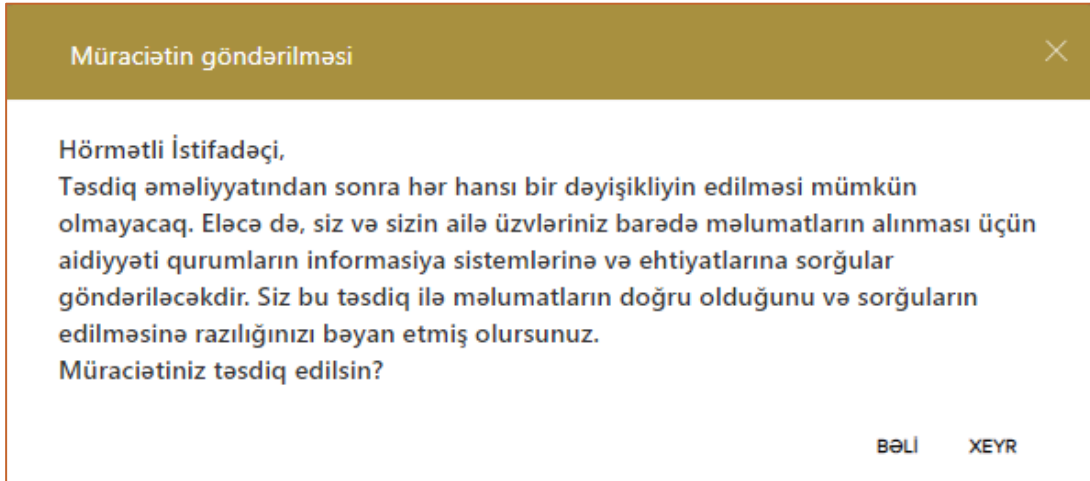 Müraciətin göndərilməsi
Hörmətli İstifadəçi,
Təsdiq əməliyyatından sonra hər hansı bir dəyişikliyin edilməsi mümkün
olmayacaq. Eləcə də, siz və sizin ailə üzvləriniz barədə məlumatların alınması üçün
aidiyyəti qurumların informasiya sistemlərinə və ehtiyatlarına sorğular
göndəriləcəkdir. Siz bu təsdiq ilə məlumatların doğru olduğunu və sorğuların
edilməsinə razılığınızı bəyan etmiş olursunuz.
Müraciətiniz təsdiq edilsin?
BƏLİ XEYR